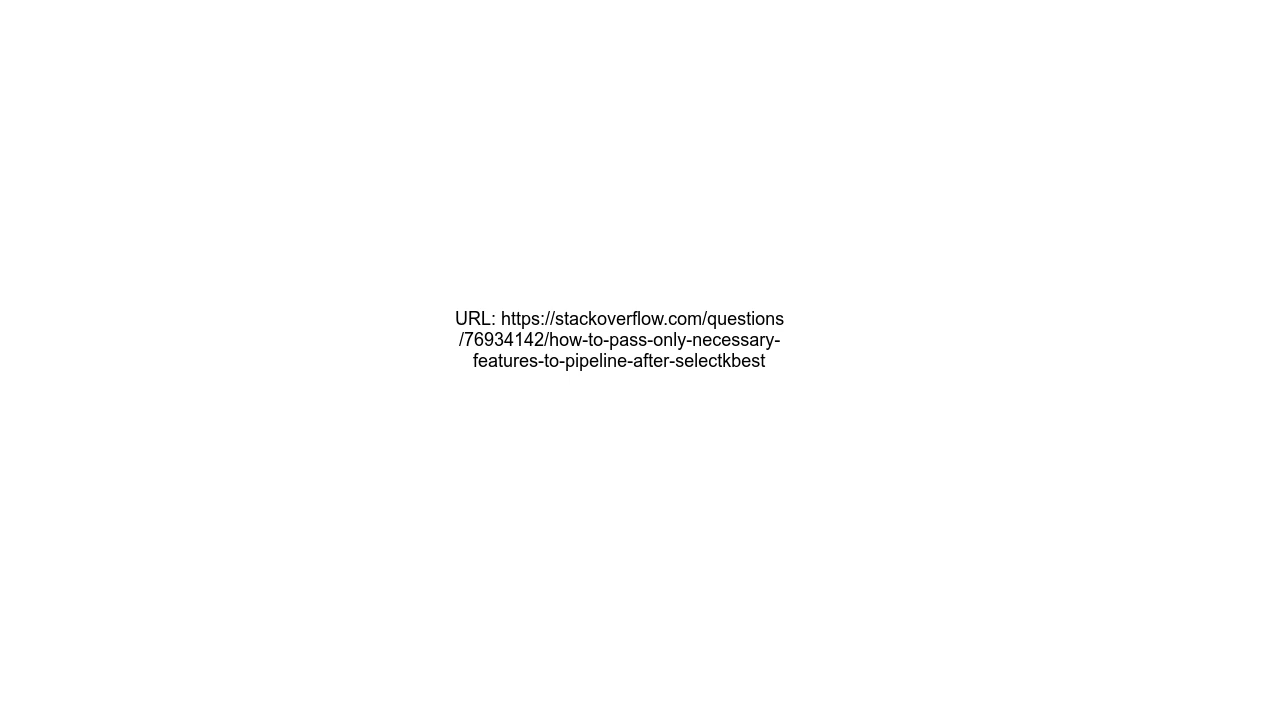 URL: https://stackoverflow.com/questions
/76934142/how-to-pass-only-necessary-
features-to-pipeline-after-selectkbest